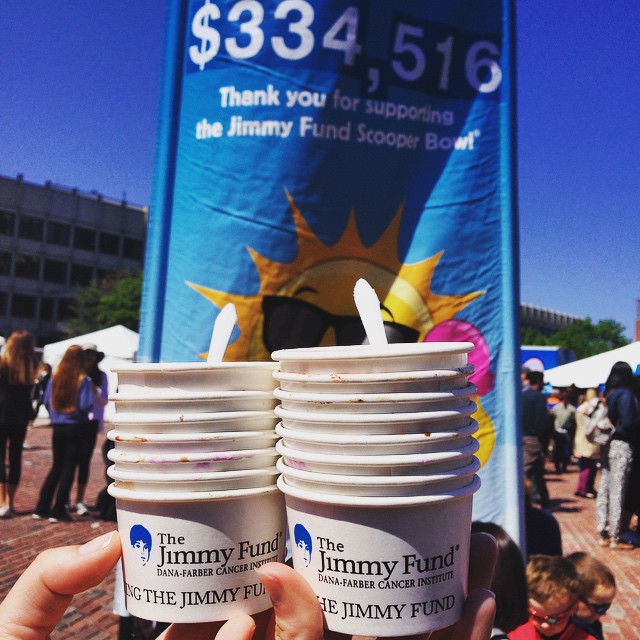 $334,516
Thank you for supporting
the Jimmy Fund Scooper Bowl!
The
Jimmy Fund®
DANA-FARBER CANCER INSTITUTE
NG THE JIMMY FU
The
Jimmy Fund®
DANA-FARBER CANCER INSTITUTE
HE JIMMY FUND